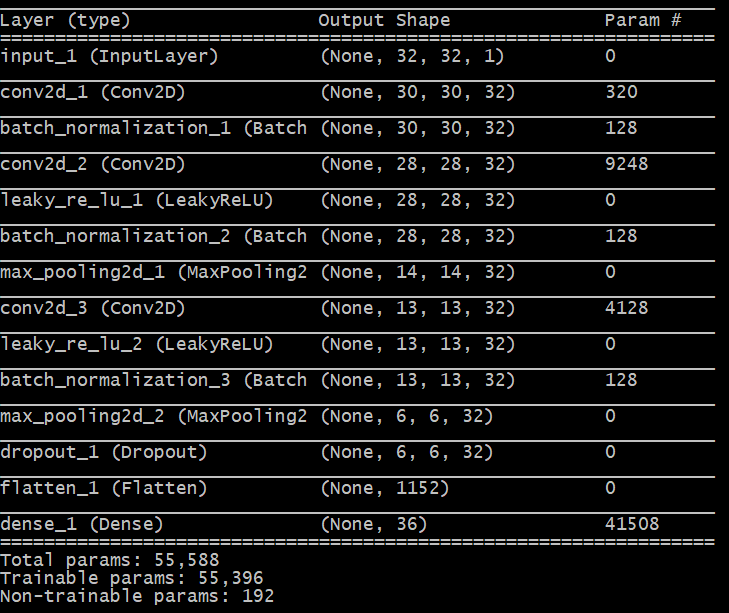 Layer (type) Output Shape Param #
=================================================================
input_1 (InputLayer) (None, 32, 32, 1) 0
conv2d_1 (Conv2D) (None, 30, 30, 32) 320
batch_normalization_1 (Batch (None, 30, 30, 32) 128
conv2d_2 (Conv2D) (None, 28, 28, 32) 9248
leaky_re_lu_1 (LeakyReLU) (None, 28, 28, 32) 0
batch_normalization_2 (Batch (None, 28, 28, 32) 128
max_pooling2d_1 (MaxPooling2 (None, 14, 14, 32) 0
conv2d_3 (Conv2D) (None, 13, 13, 32) 4128
leaky_re_lu_2 (LeakyReLU) (None, 13, 13, 32) 0
batch_normalization_3 (Batch (None, 13, 13, 32) 128
max_pooling2d_2 (MaxPooling2 (None, 6, 6, 32) 0
dropout_1 (Dropout) (None, 6, 6, 32) 0
flatten_1 (Flatten) (None, 1152) 0
dense_1 (Dense) (None, 36) 41508
=================================================================
Total params: 55,588
Trainable params: 55,396
Non-trainable params: 192